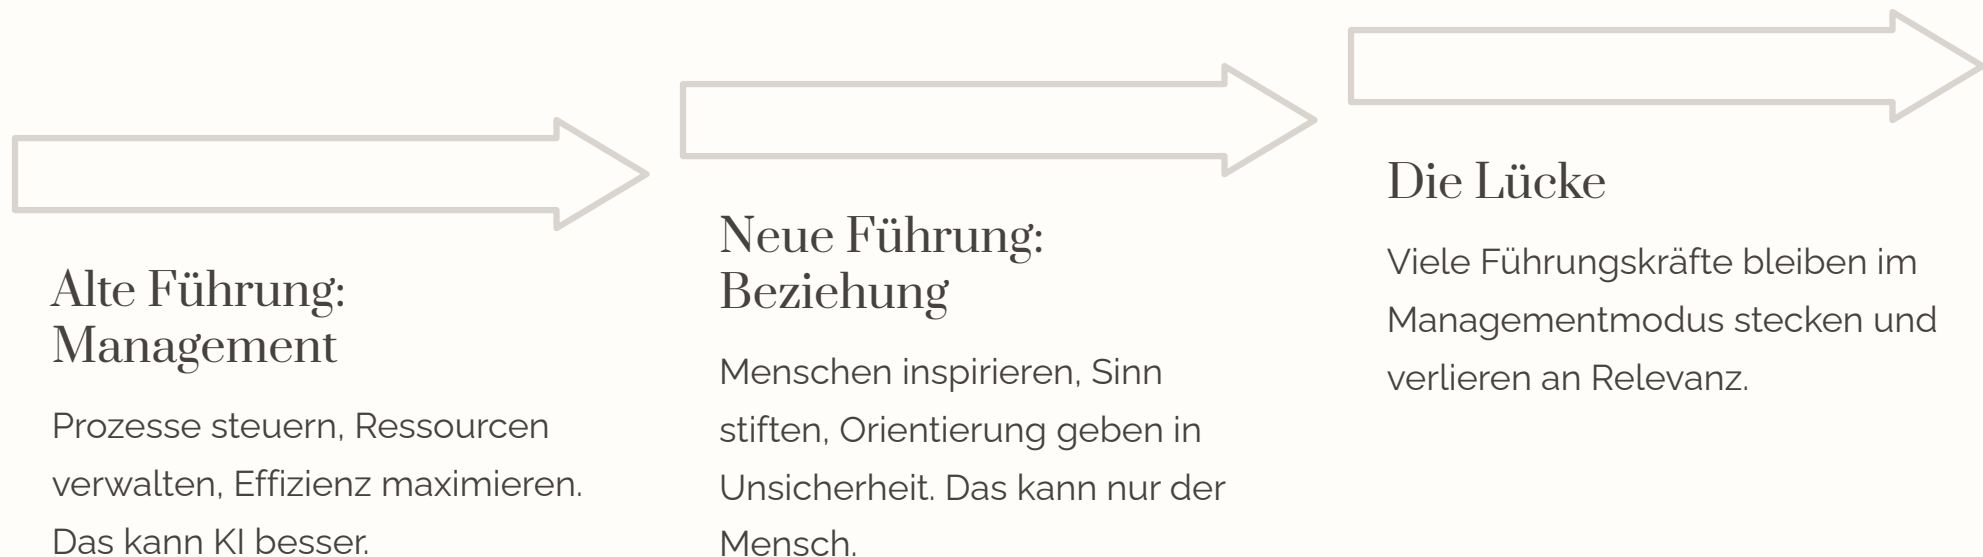 Alte Führung:
Management
Prozesse steuern, Ressourcen
verwalten, Effizienz maximieren.
Das kann KI besser.
Neue Führung:
Beziehung
Menschen inspirieren, Sinn
stiften, Orientierung geben in
Unsicherheit. Das kann nur der
Mensch.
Die Lücke
Viele Führungskräfte bleiben im
Managementmodus stecken und
verlieren an Relevanz.